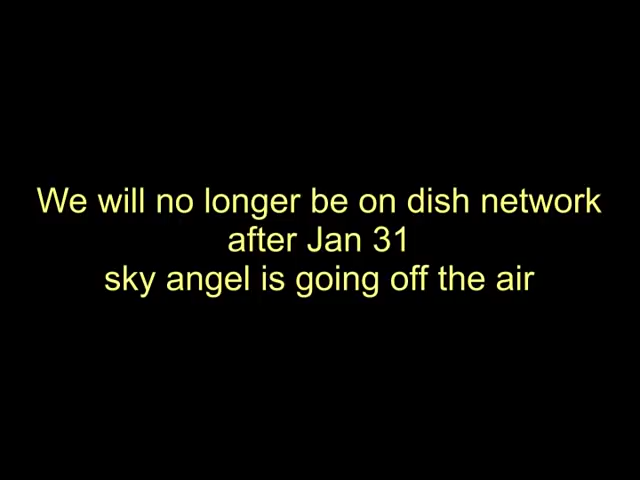 We will no longer be on dish network
after Jan 31
sky angel is going off the air